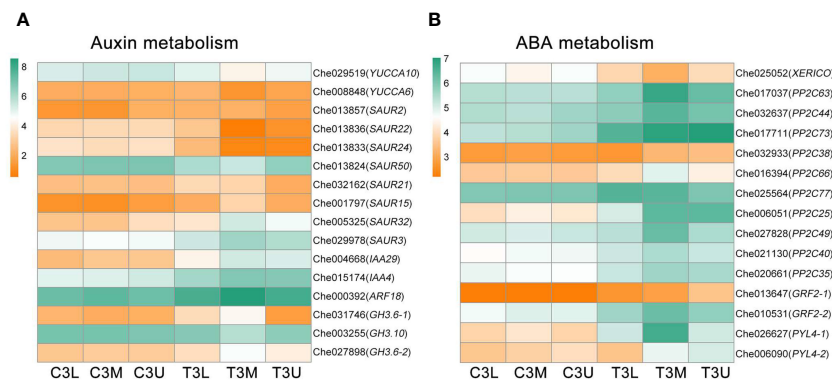 A
Auxin metabolism
8
6
4
2
Che029519(YUCCA10)
Che008848(YUCCA6)
Che013857(SAUR2)
Che013836(SAUR22)
Che013833(SAUR24)
Che013824(SAUR50)
Che032162(SAUR21)
Che001797(SAUR15)
Che005325(SAUR32)
Che029978(SAUR3)
Che004668(IAA29)
Che015174(IAA4)
Che000392(ARF18)
Che031746(GH3.6-1)
Che003255(GH3.10)
Che027898(GH3.6-2)
C3L C3M C3U T3L T3M T3U
B
ABA metabolism
7
6
5
4
3
Che025052(XERICO)
Che017037(PP2C63)
Che032637(PP2C44)
Che017711(PP2C73)
Che032933(PP2C38)
Che016394(PP2C66)
Che025564(PP2C77)
Che006051(PP2C25)
Che027828(PP2C49)
Che021130(PP2C40)
Che020661(PP2C35)
Che013647(GRF2-1)
Che010531(GRF2-2)
Che026627(PYL4-1)
Che006090(PYL4-2)
C3L C3M C3U T3L T3M T3U